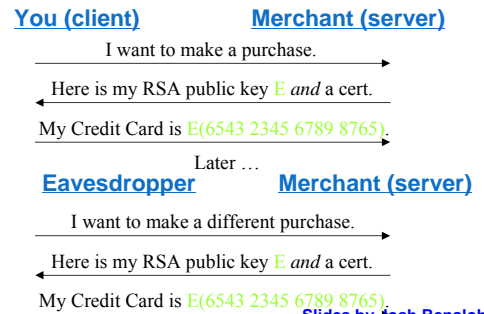 You (client) Merchant (server)
I want to make a purchase.
Here is my RSA public key E and a cert.
My Credit Card is E(6543 2345 6789 8765).
Later …
Eavesdropper Merchant (server)
I want to make a different purchase.
Here is my RSA public key E and a cert.
My Credit Card is E(6543 2345 6789 8765).
Slides by Josh